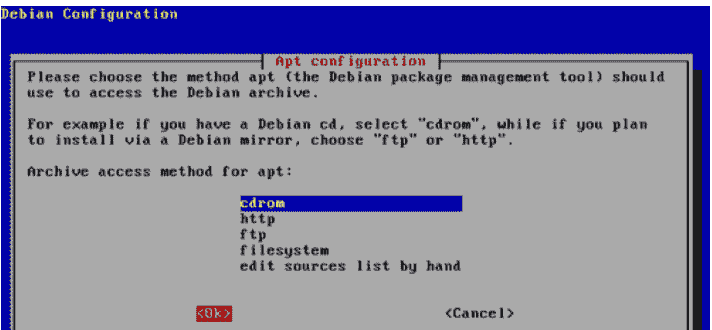 Debian Configuration
Apt configuration
Please choose the method apt (the Debian package management tool) should
use to access the Debian archive.
For example if you have a Debian cd, select "cdrom", while if you plan
to install via a Debian mirror, choose "ftp" or "http".
Archive access method for apt:
cdrom
http
ftp
filesystem
edit sources list by hand
<Ok> <Cancel>